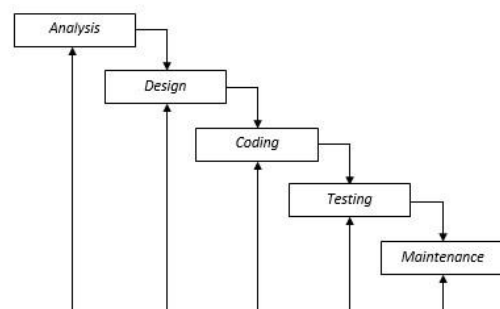 Analysis
Design
Coding
Testing
Maintenance